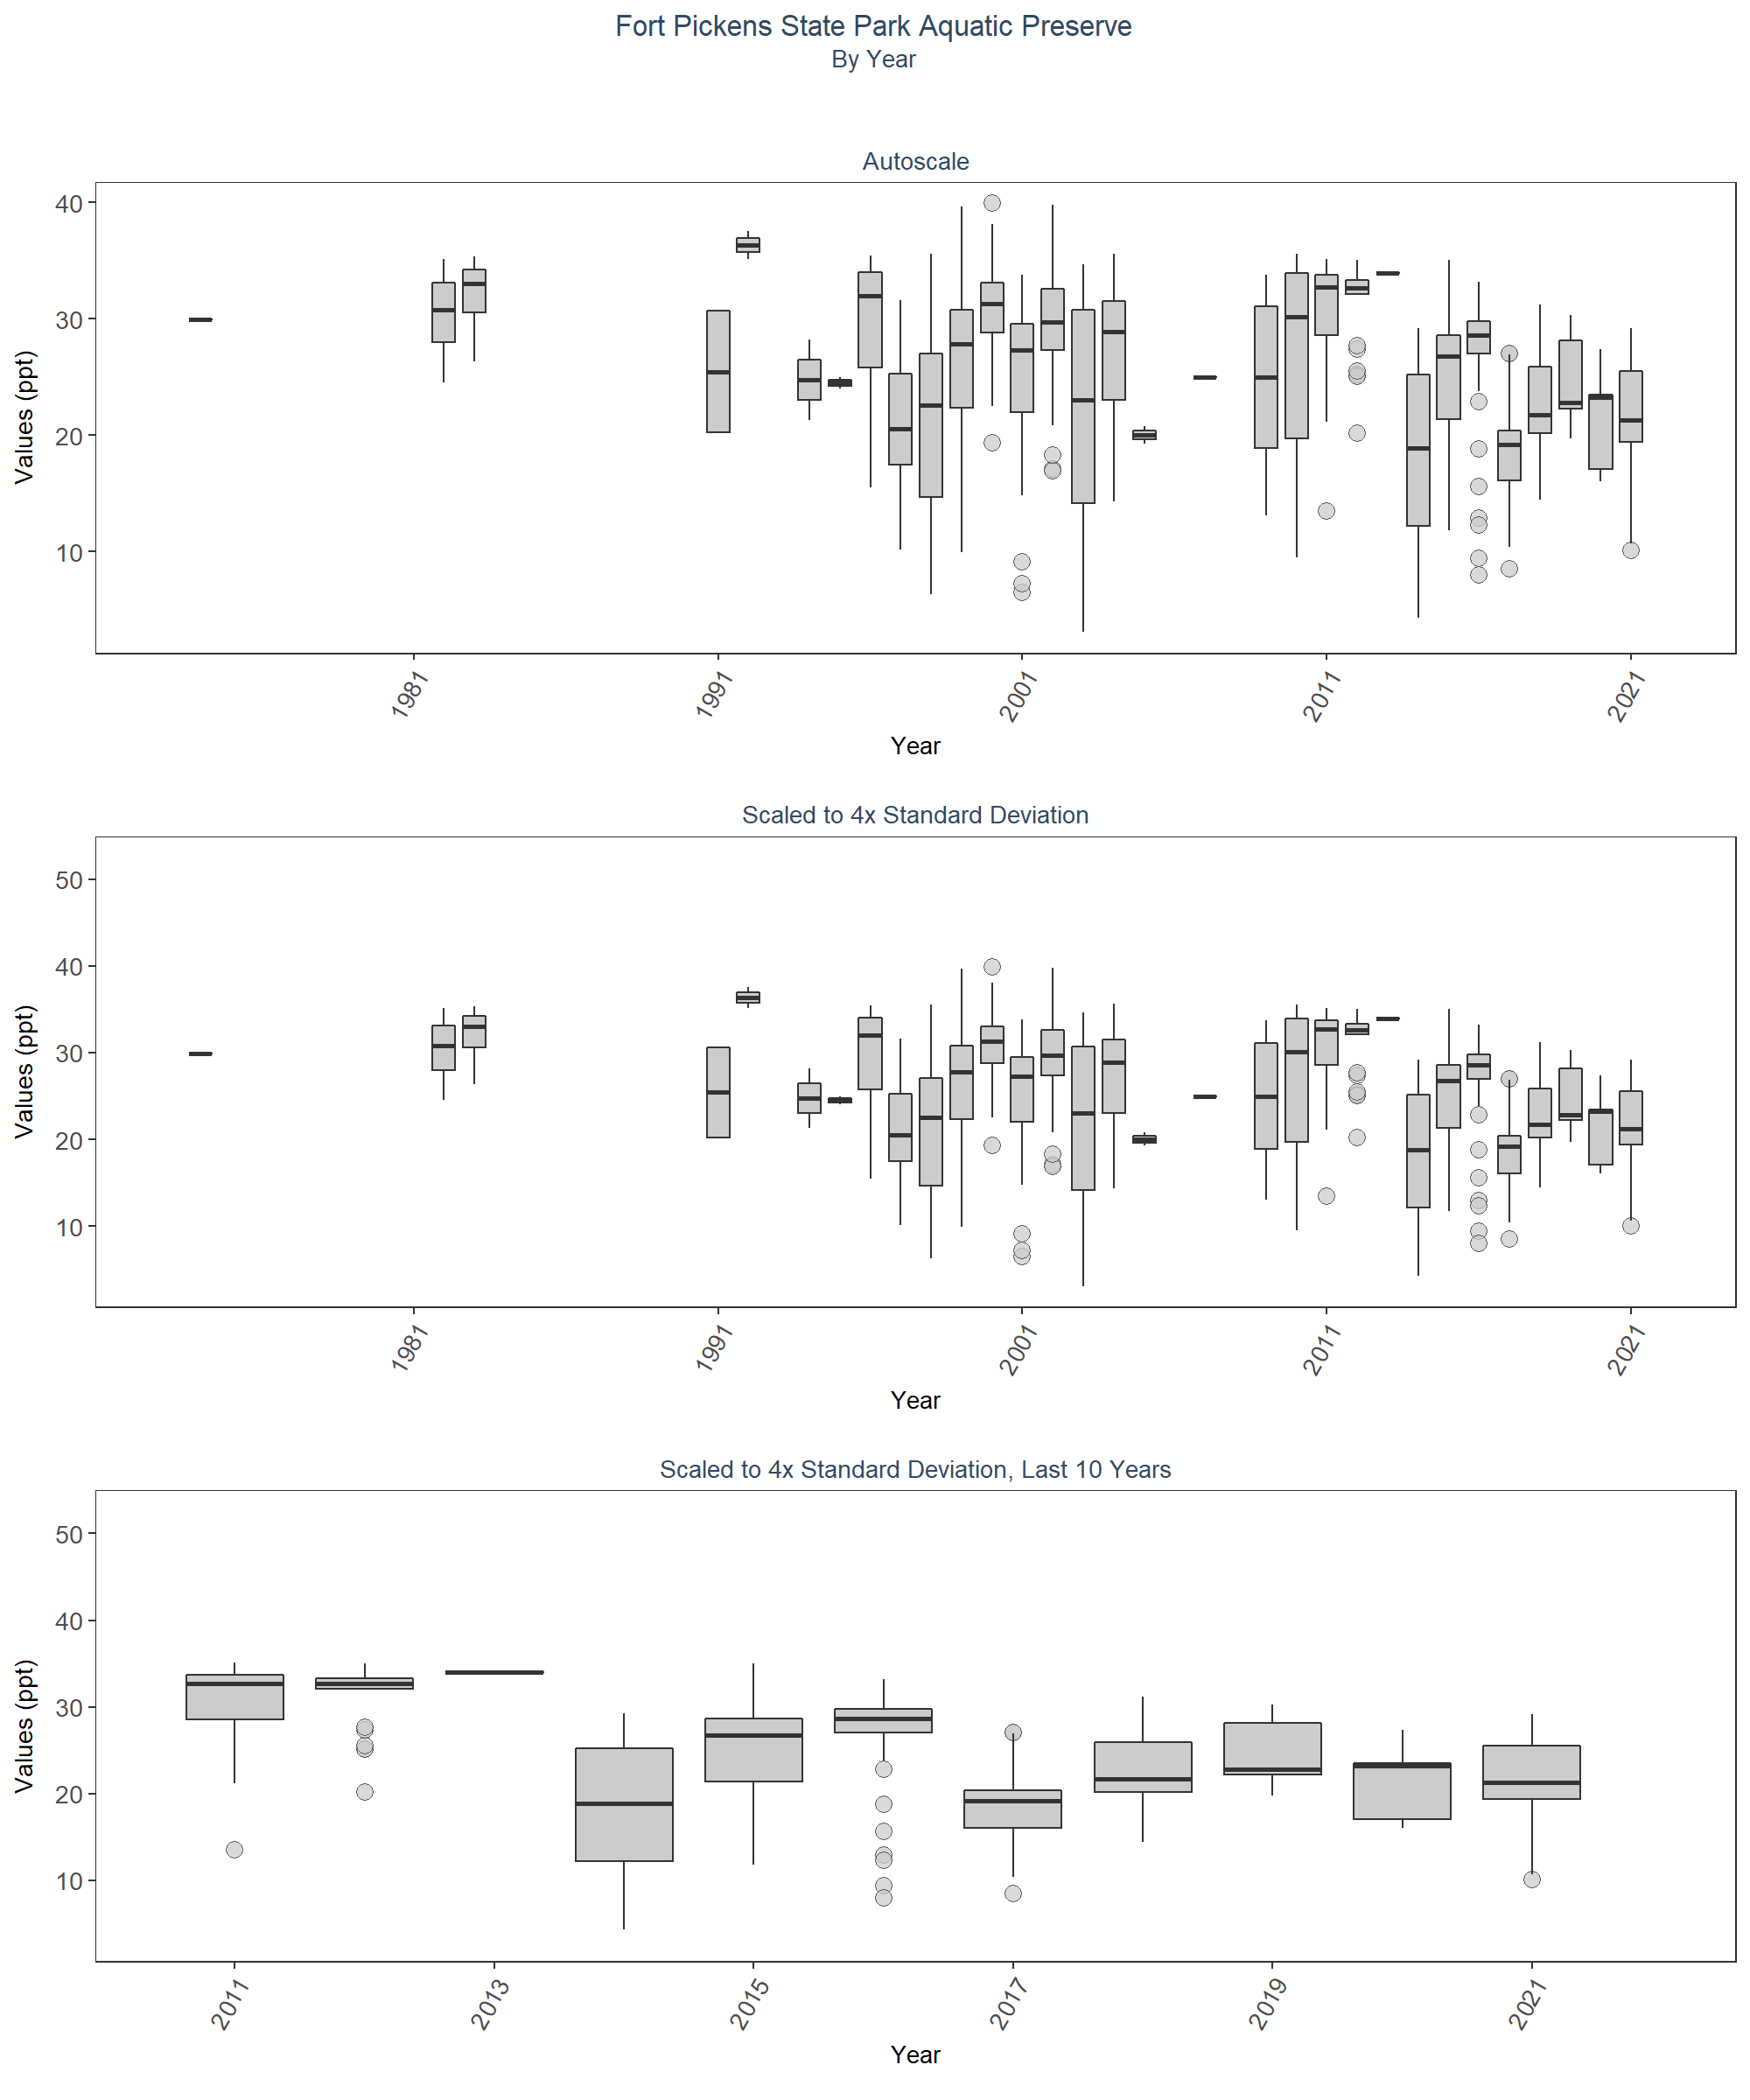 Fort Pickens State Park Aquatic Preserve
By Year
Autoscale
Values (ppt)
40
30
20
10
1981
1991
2001
2011
2021
Year
Scaled to 4x Standard Deviation
Values (ppt)
50
40
30
20
10
1981
1991
2001
2011
2021
Year
Scaled to 4x Standard Deviation, Last 10 Years
Values (ppt)
50
40
30
20
10
2011
2013
2015
2017
2019
2021
Year